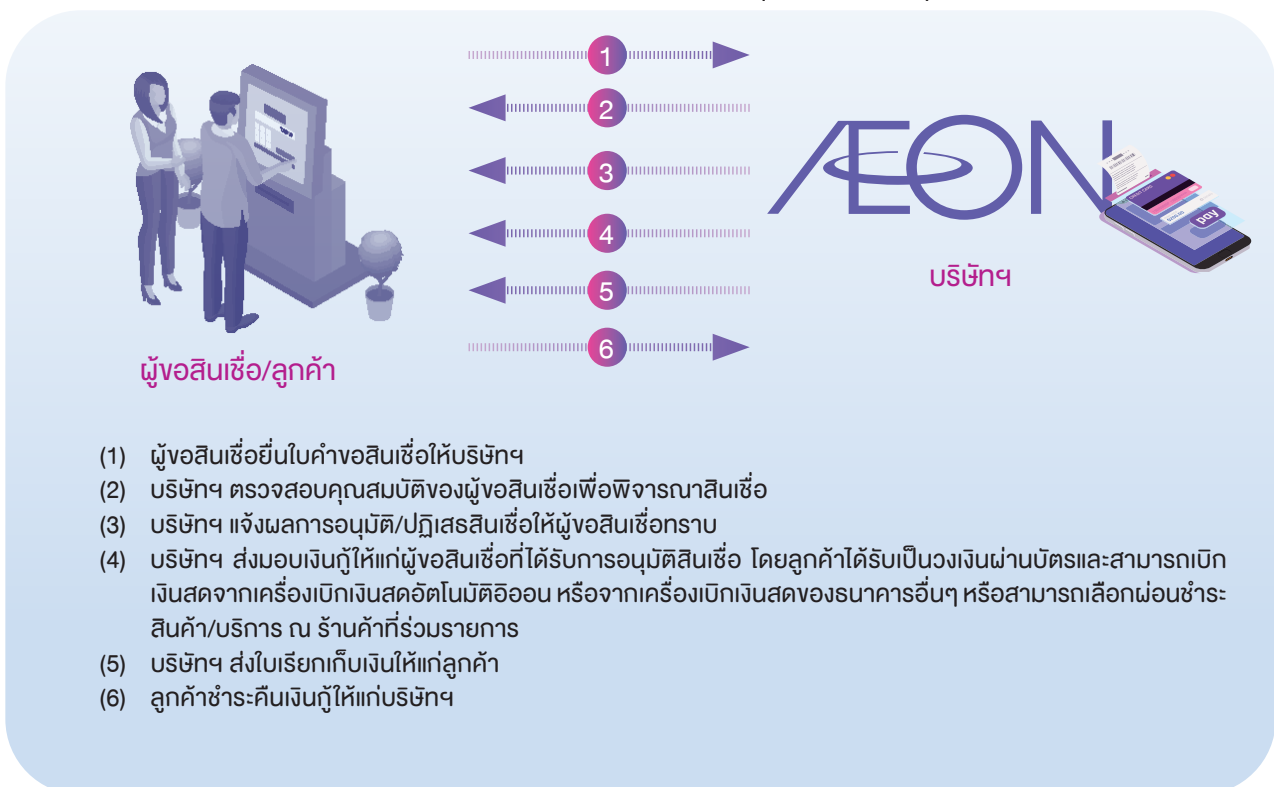 1
2
3
4
5
6
ÆON
pay
บริษัทฯ
ผู้ขอสินเชื่อ/ลูกค้า
(1) ผู้ขอสินเชื่อยื่นใบคำขอสินเชื่อให้บริษัทฯ
(2) บริษัทฯ ตรวจสอบคุณสมบัติของผู้ขอสินเชื่อเพื่อพิจารณาสินเชื่อ
(3) บริษัทฯ แจ้งผลการอนุมัติ/ปฏิเสธสินเชื่อให้ผู้ขอสินเชื่อทราบ
(4) บริษัทฯ ส่งมอบเงินกู้ให้แก่ผู้ขอสินเชื่อที่ได้รับการอนุมัติสินเชื่อ โดยลูกค้าได้รับเป็นวงเงินผ่านบัตรและสามารถเบิก
เงินสดจากเครื่องเบิกเงินสดอัตโนมัติอิออน หรือจากเครื่องเบิกเงินสดของธนาคารอื่นๆ หรือสามารถเลือกผ่อนชำระ
สินค้า/บริการ ณ ร้านค้าที่ร่วมรายการ
(5) บริษัทฯ ส่งใบเรียกเก็บเงินให้แก่ลูกค้า
(6) ลูกค้าชำระคืนเงินกู้ให้แก่บริษัทฯ